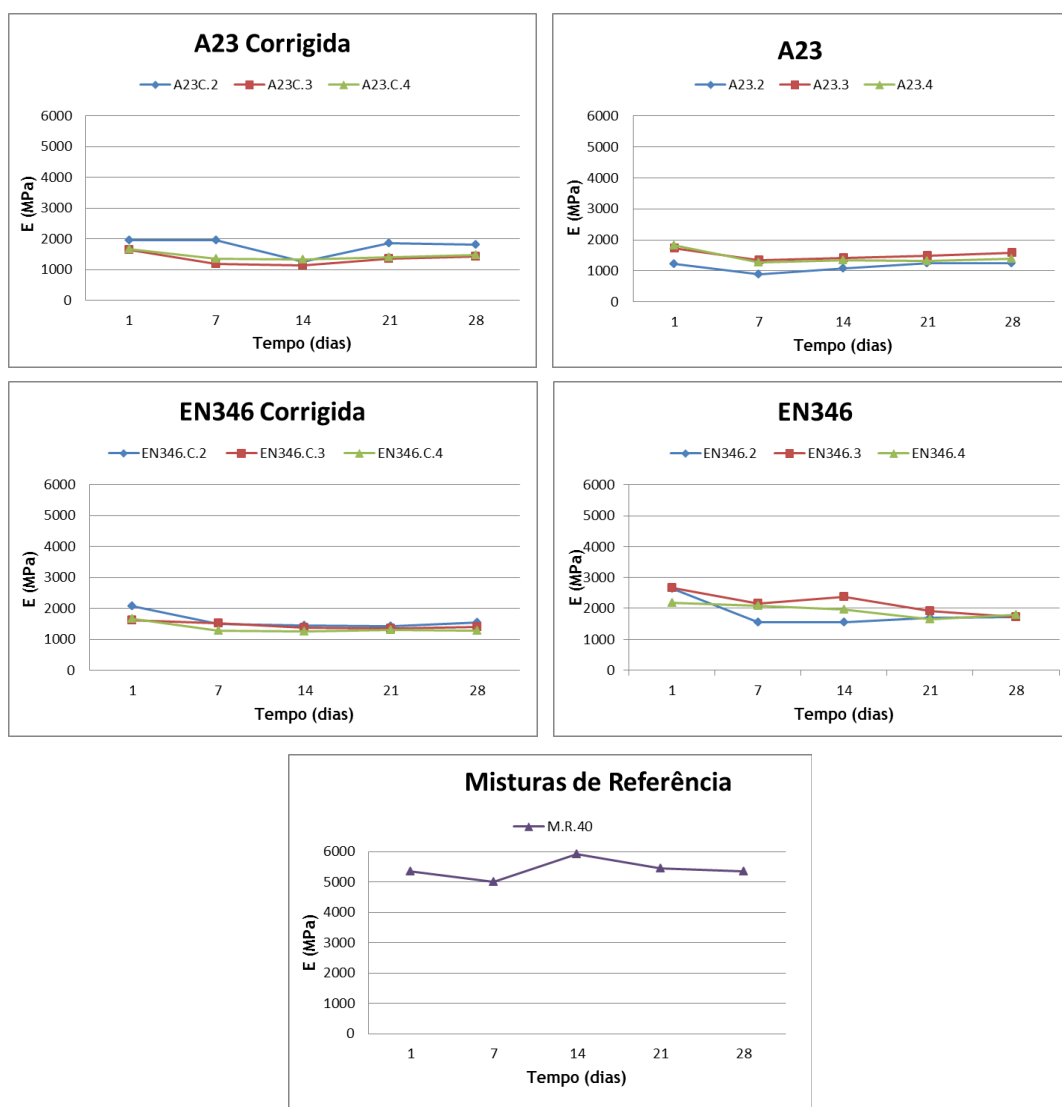 A23 Corrigida
A23C.2 A23C.3 A23.C.4
6000
5000
4000
3000
2000
1000
0
E (MPa)
1 7 14 21 28
Tempo (dias)
A23
A23.2 A23.3 A23.4
6000
5000
4000
3000
2000
1000
0
E (MPa)
1 7 14 21 28
Tempo (dias)
EN346 Corrigida
EN346.C.2 EN346.C.3 EN346.C.4
6000
5000
4000
3000
2000
1000
0
E (MPa)
1 7 14 21 28
Tempo (dias)
EN346
EN346.2 EN346.3 EN346.4
6000
5000
4000
3000
2000
1000
0
E (MPa)
1 7 14 21 28
Tempo (dias)
Misturas de Referência
M.R.40
6000
5000
4000
3000
2000
1000
0
E (MPa)
1 7 14 21 28
Tempo (dias)